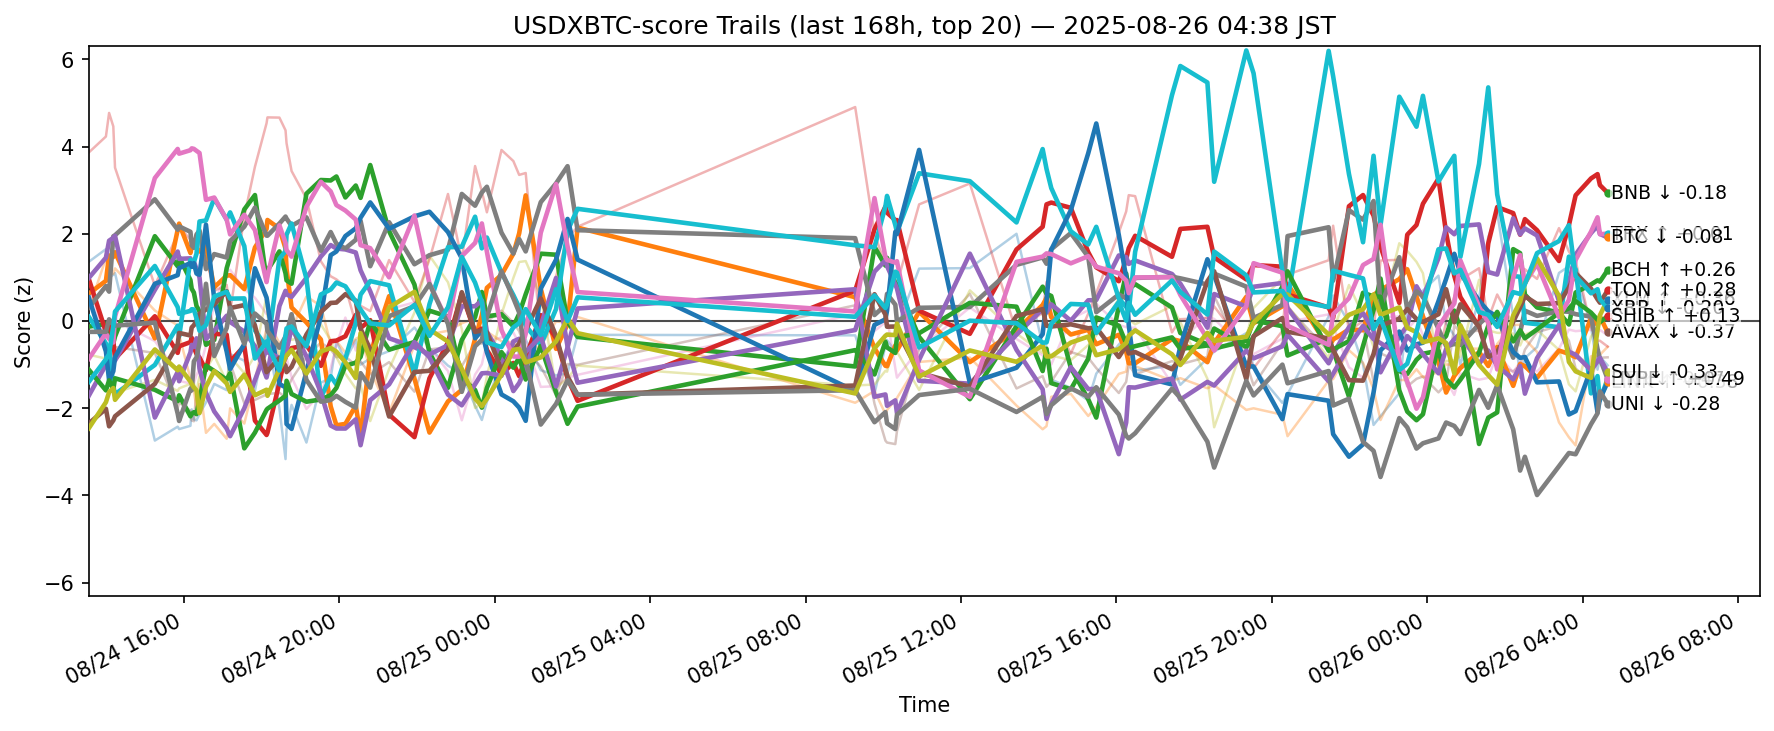 USDXBTC-score Trails (last 168h, top 20) — 2025-08-26 04:38 JST
Score (z)
6
4
2
0
−2
−4
−6
BNB ↓ -0.18
BTC ↓ -0.08
BCH ↑ +0.26
TON ↑ +0.28
SHIB ↑ +0.13
AVAX ↓ -0.37
SUI ↓ -0.33
UNI ↓ -0.28
08/24 16:00
08/24 20:00
08/25 00:00
08/25 04:00
08/25 08:00
08/25 12:00
08/25 16:00
08/25 20:00
08/26 00:00
08/26 04:00
08/26 08:00
Time